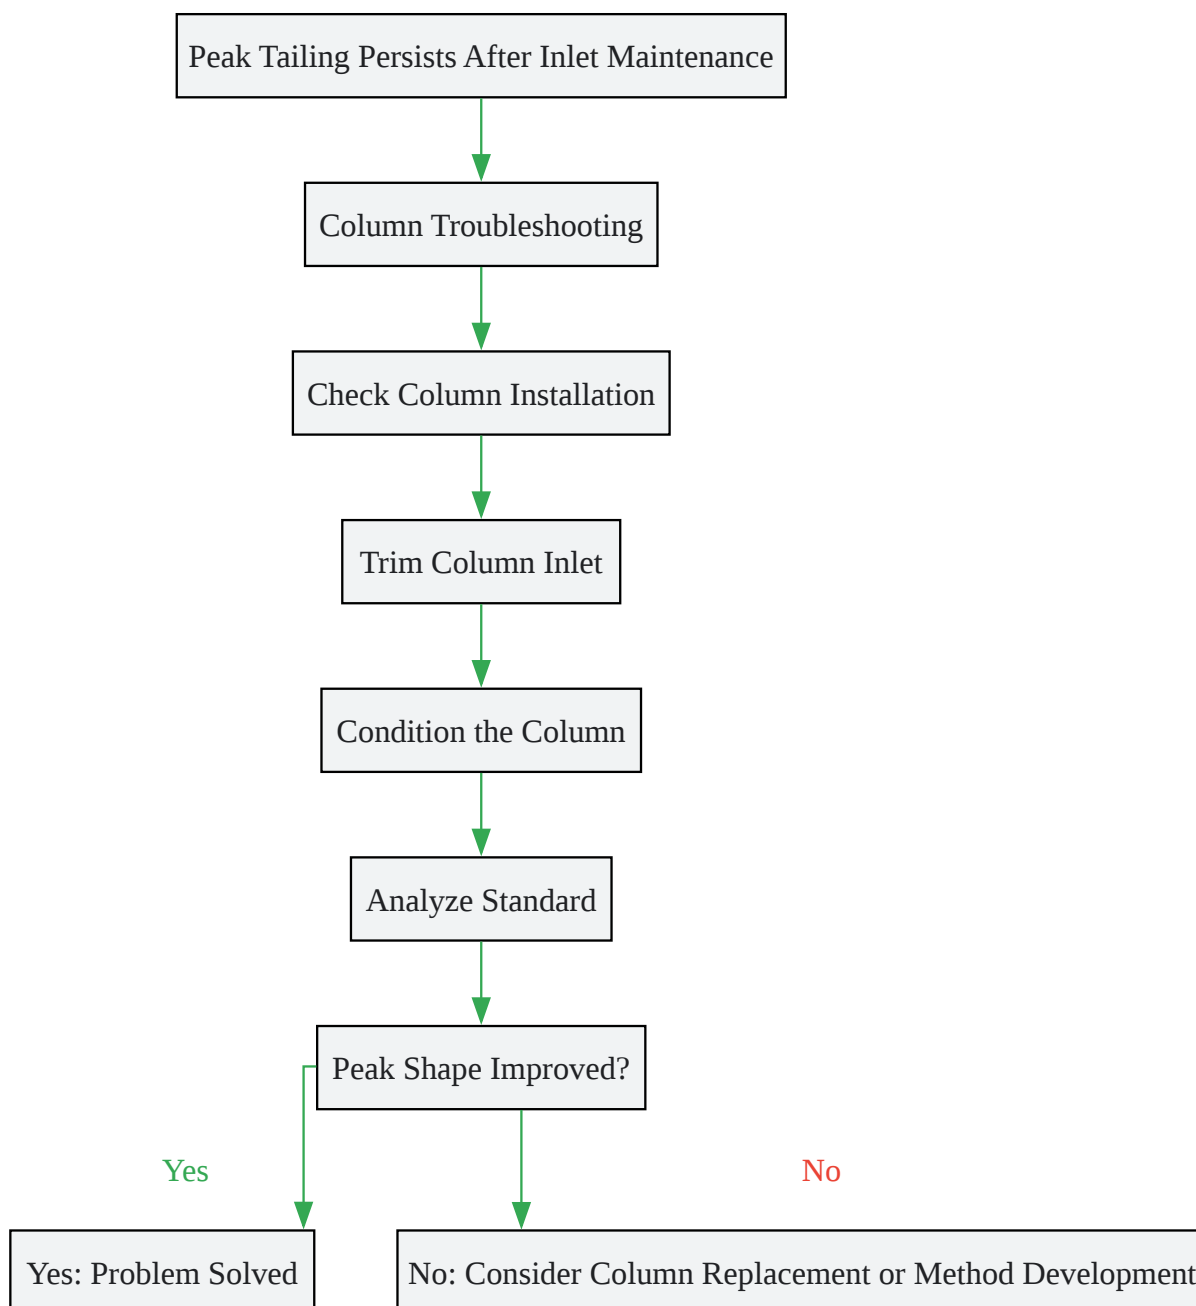 Peak Tailing Persists After Inlet Maintenance
Column Troubleshooting
Check Column Installation
Trim Column Inlet
Condition the Column
Analyze Standard
Peak Shape Improved?
Yes
No
Yes: Problem Solved
No: Consider Column Replacement or Method Development